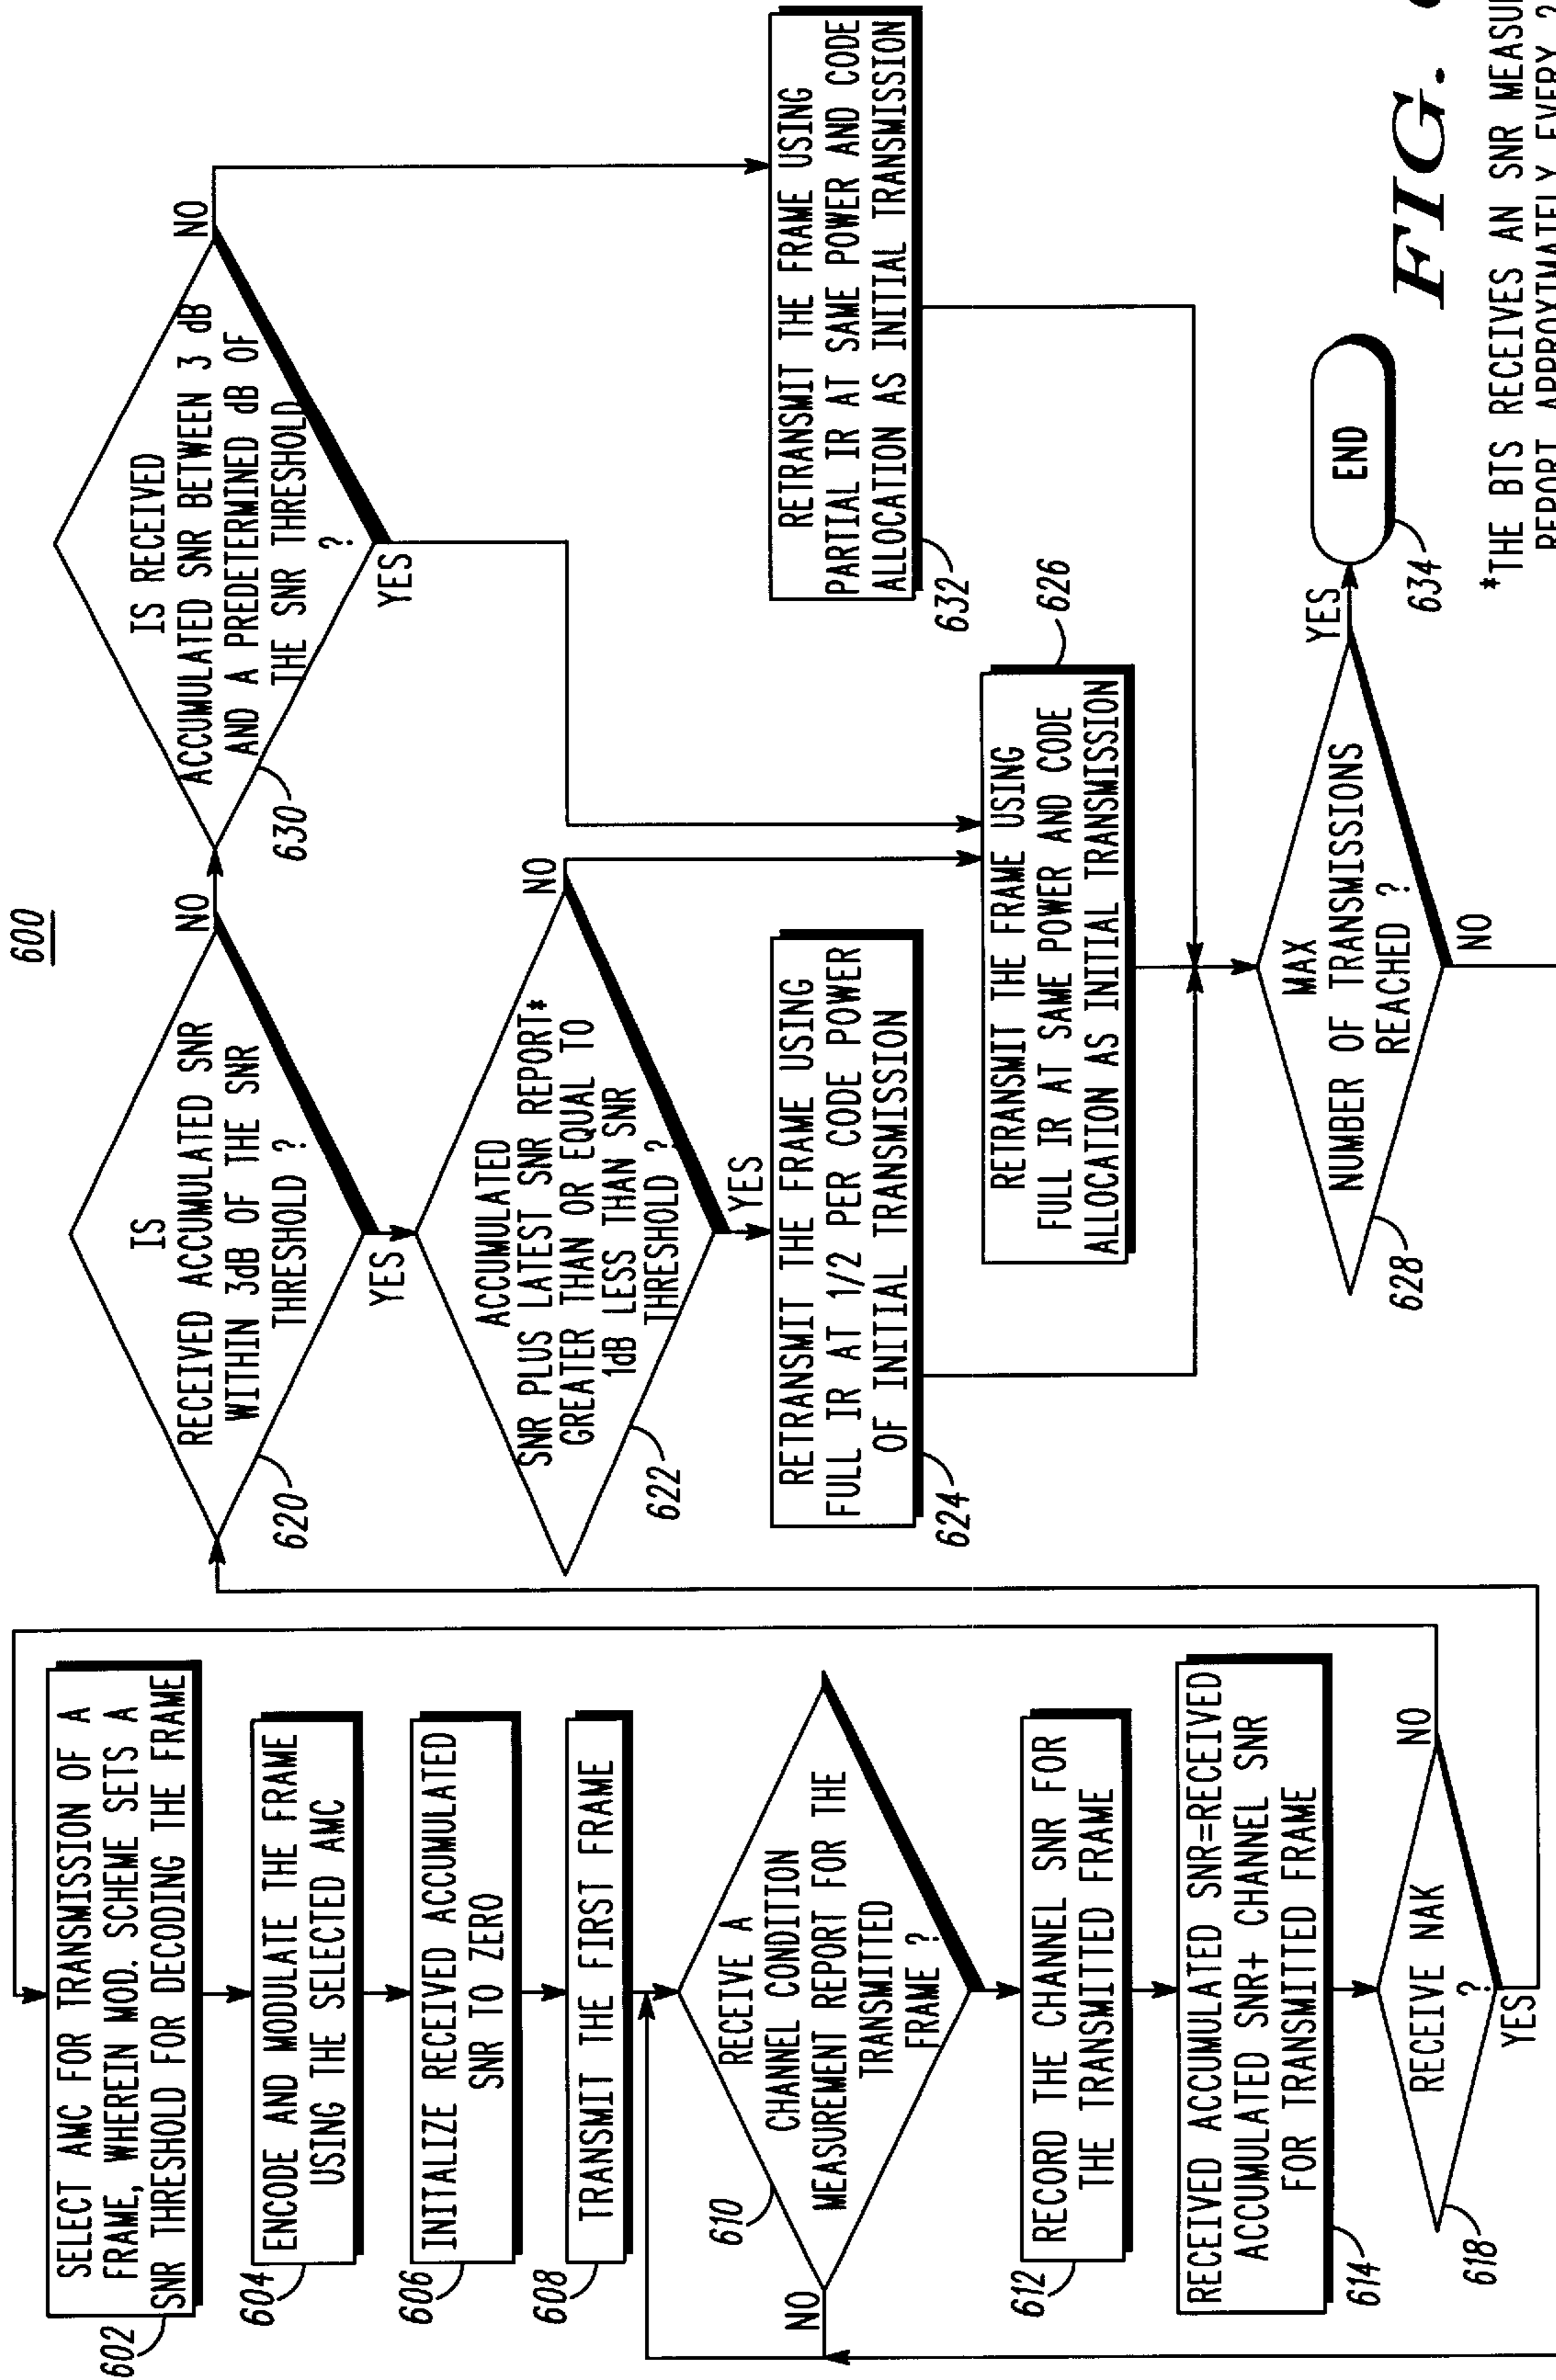 600
SELECT AMC FOR TRANSMISSION OF A
FRAME, WHEREIN MOD. SCHEME SETS A
SNR THRESHOLD FOR DECODING THE FRAME
602
ENCODE AND MODULATE THE FRAME
USING THE SELECTED AMC
604
INITALIZE RECEIVED ACCUMULATED
SNR TO ZERO
606
TRANSMIT THE FIRST FRAME
608
RECEIVE A
CHANNEL CONDITION
MEASUREMENT REPORT FOR THE
TRANSMITTED
FRAME ?
610
NO
RECORD THE CHANNEL SNR FOR
THE TRANSMITTED FRAME
612
RECEIVED ACCUMULATED SNR=RECEIVED
ACCUMULATED SNR+ CHANNEL SNR
FOR TRANSMITTED FRAME
614
RECEIVE NAK
?
618
NO
YES
IS
RECEIVED ACCUMULATED SNR
WITHIN 3dB OF THE SNR
THRESHOLD ?
620
NO
YES
ACCUMULATED
SNR PLUS LATEST SNR REPORT*
GREATER THAN OR EQUAL TO
1dB LESS THAN SNR
THRESHOLD ?
622
NO
YES
RETRANSMIT THE FRAME USING
FULL IR AT 1/2 PER CODE POWER
OF INITIAL TRANSMISSION
624
IS RECEIVED
ACCUMULATED SNR BETWEEN 3 dB
AND A PREDETERMINED dB OF
THE SNR THRESHOLD
?
630
NO
YES
RETRANSMIT THE FRAME USING
PARTIAL IR AT SAME POWER AND CODE
ALLOCATION AS INITIAL TRANSMISSION
632
RETRANSMIT THE FRAME USING
FULL IR AT SAME POWER AND CODE
ALLOCATION AS INITIAL TRANSMISSION
626
MAX
NUMBER OF TRANSMISSIONS
REACHED ?
628
YES
NO
END
634
FIG.
*THE BTS RECEIVES AN SNR
REPORT APPROXIMATELY EVERY